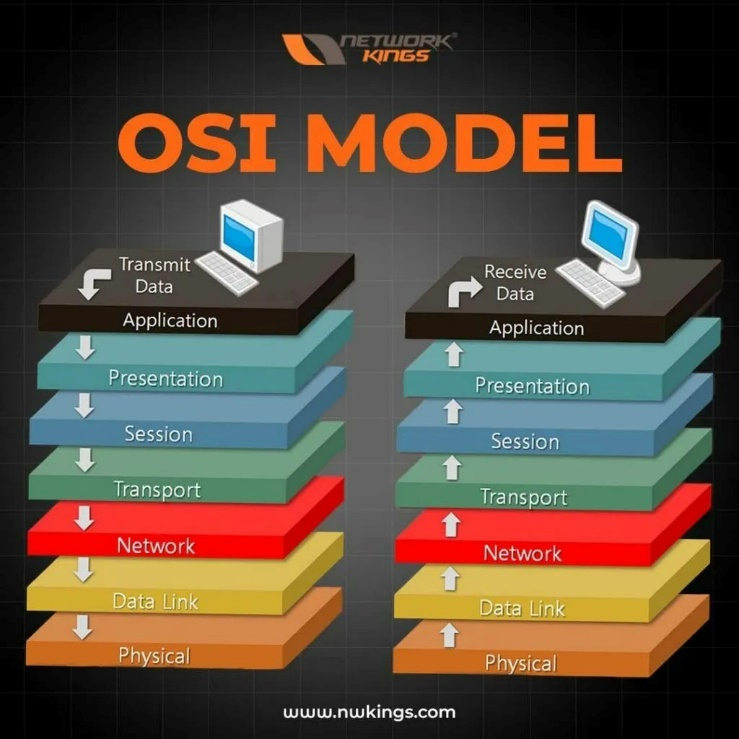 NETWORK®
KINGS
OSI MODEL
Transmit
Data
Application
Presentation
Session
Transport
Network
Data Link
Physical
Receive
Data
Application
Presentation
Session
Transport
Network
Data Link
Physical
www.nwkings.com